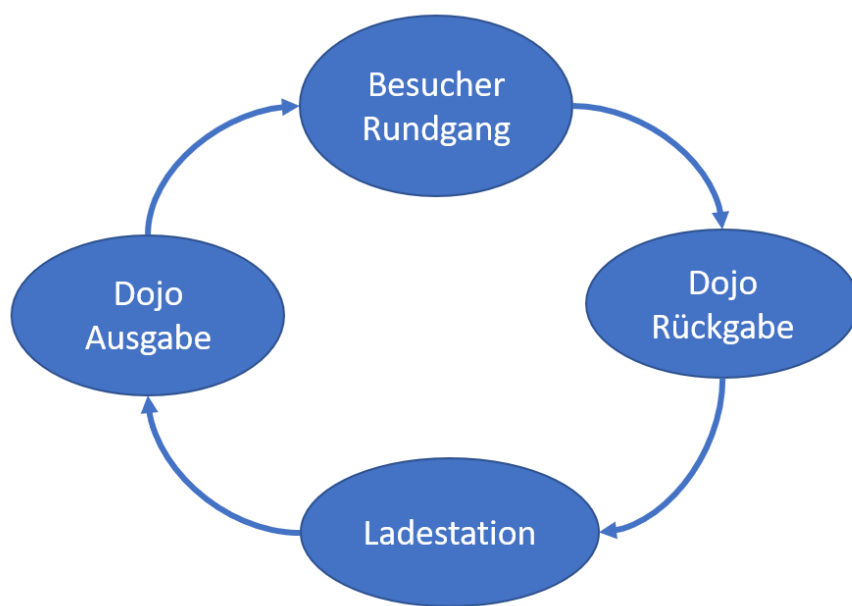 Besucher
Rundgang
Dojo
Rückgabe
Ladestation
Dojo
Ausgabe